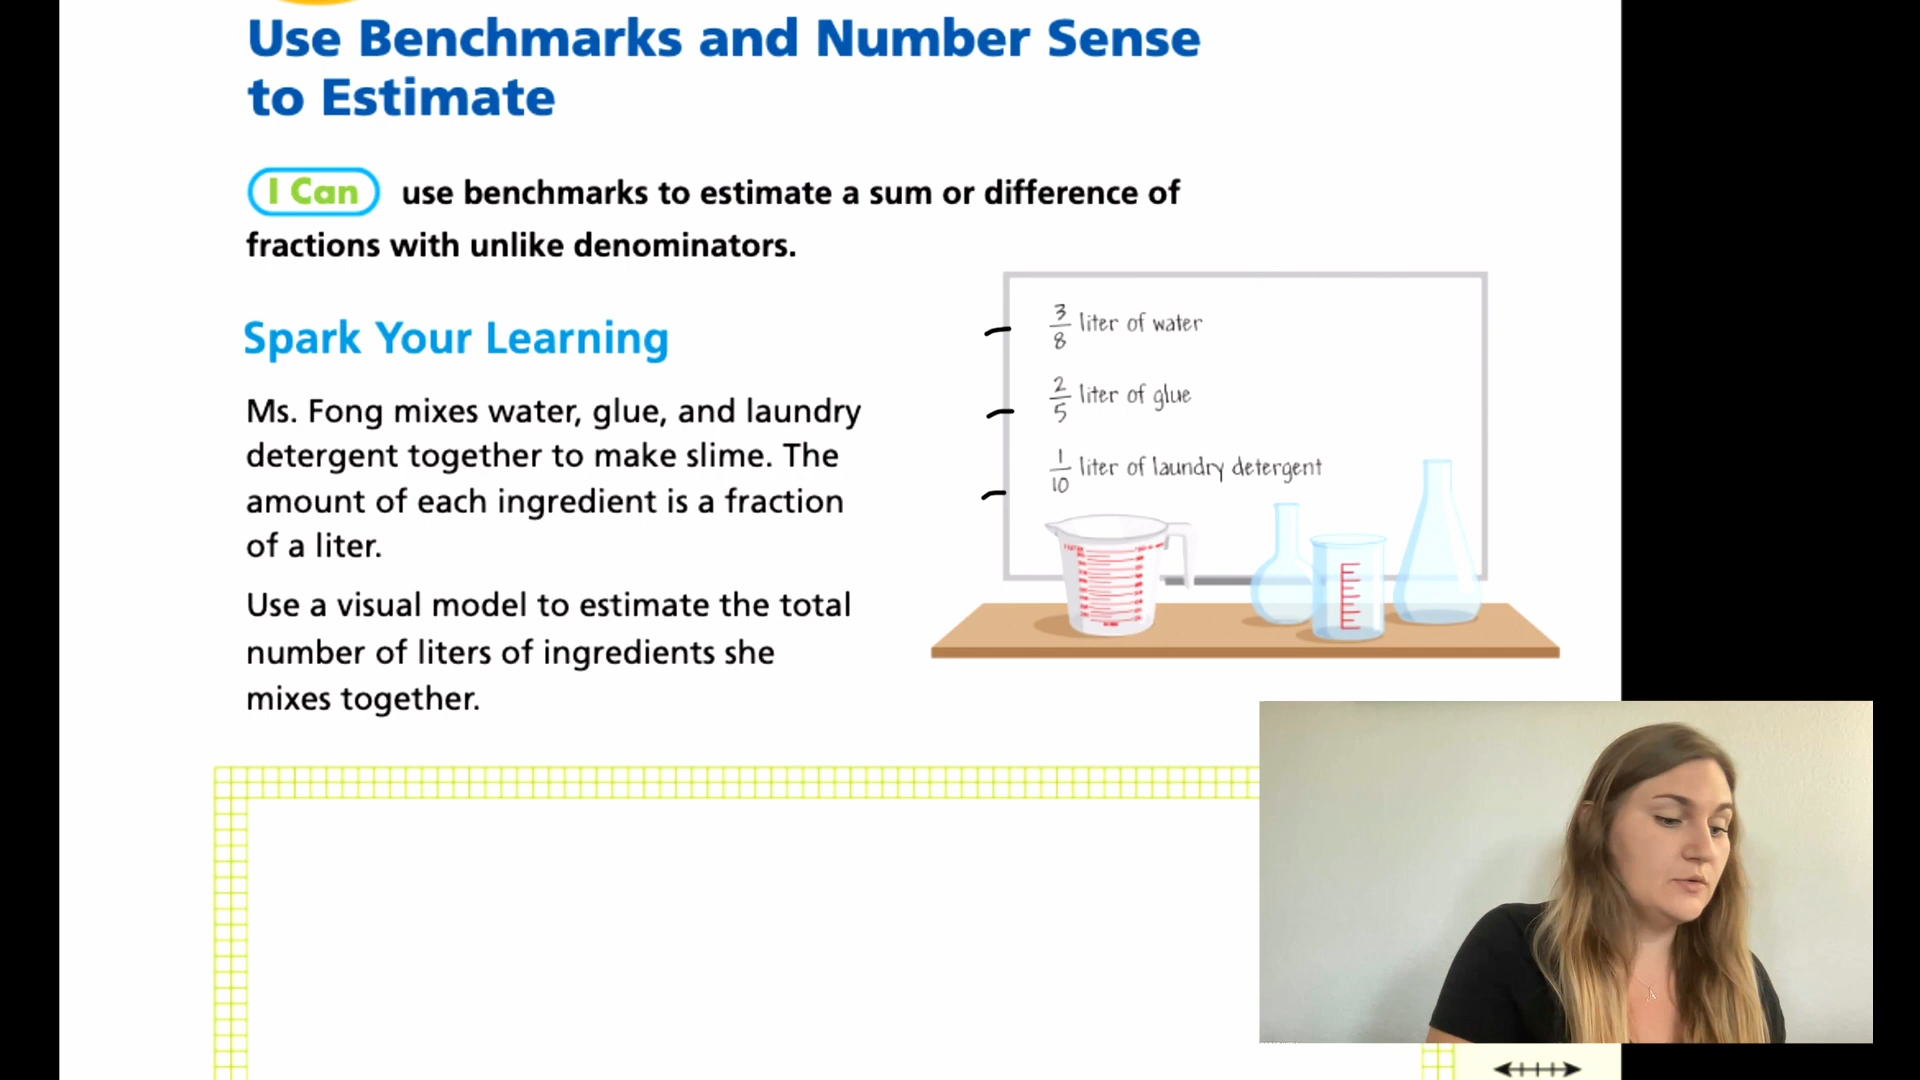 Use Benchmarks and Number Sense
to Estimate
I Can use benchmarks to estimate a sum or difference of
fractions with unlike denominators.
Spark Your Learning
Ms. Fong mixes water, glue, and laundry
detergent together to make slime. The
amount of each ingredient is a fraction
of a liter.
Use a visual model to estimate the total
number of liters of ingredients she
mixes together.
3/8 liter of water
2/5 liter of glue
1/10 liter of laundry detergent